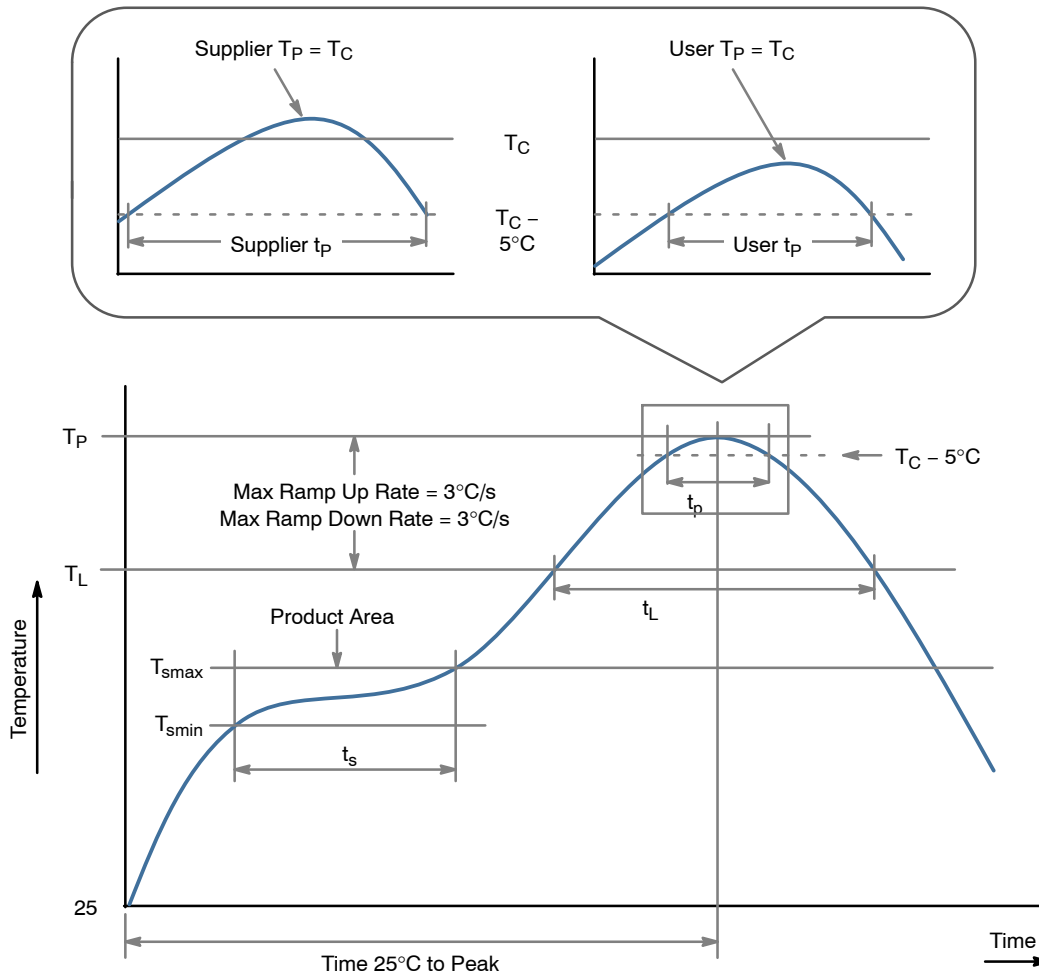 Supplier TP = TC
User TP = TC
TC
TC –
5°C
Supplier tP
User tP
TP
TC – 5°C
Max Ramp Up Rate = 3°C/s
Max Ramp Down Rate = 3°C/s
tp
TL
tL
Product Area
Tsmax
Temperature
Tsmin
ts
25
Time
Time 25°C to Peak